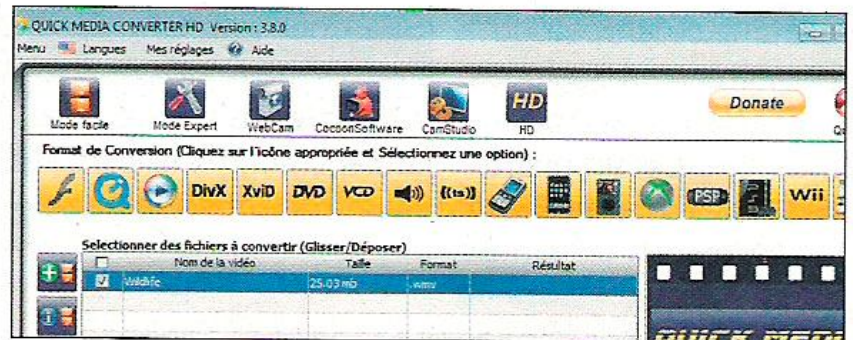 QUICK MEDIA CONVERTER HD Version : 3.8.0
Menu Langues Mes réglages Aide
HD Donate
Mode facile Mode Expert WebCam CocoonSoftware CamStudio HD
Format de Conversion (Cliquez sur l'icône appropriée et Sélectionnez une option) :
DivX XviD DVD VCD ((ts)) PSP Wii
Selectionner des fichiers à convertir (Glisser/Déposer)
Nom de la vidéo Taille Format Résultat
Wildlife 25.03 mb .wmv
QUICK MEDI